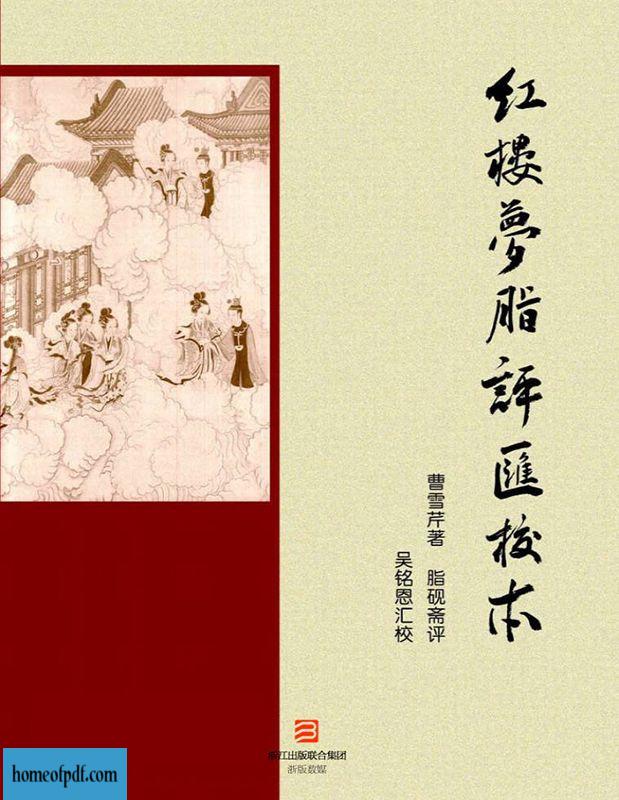 红楼夢脂評匯校本
曹雪芹著　脂砚斋评
吴铭恩汇校
浙江出版联合集团
浙版数媒
homeofpdf.com